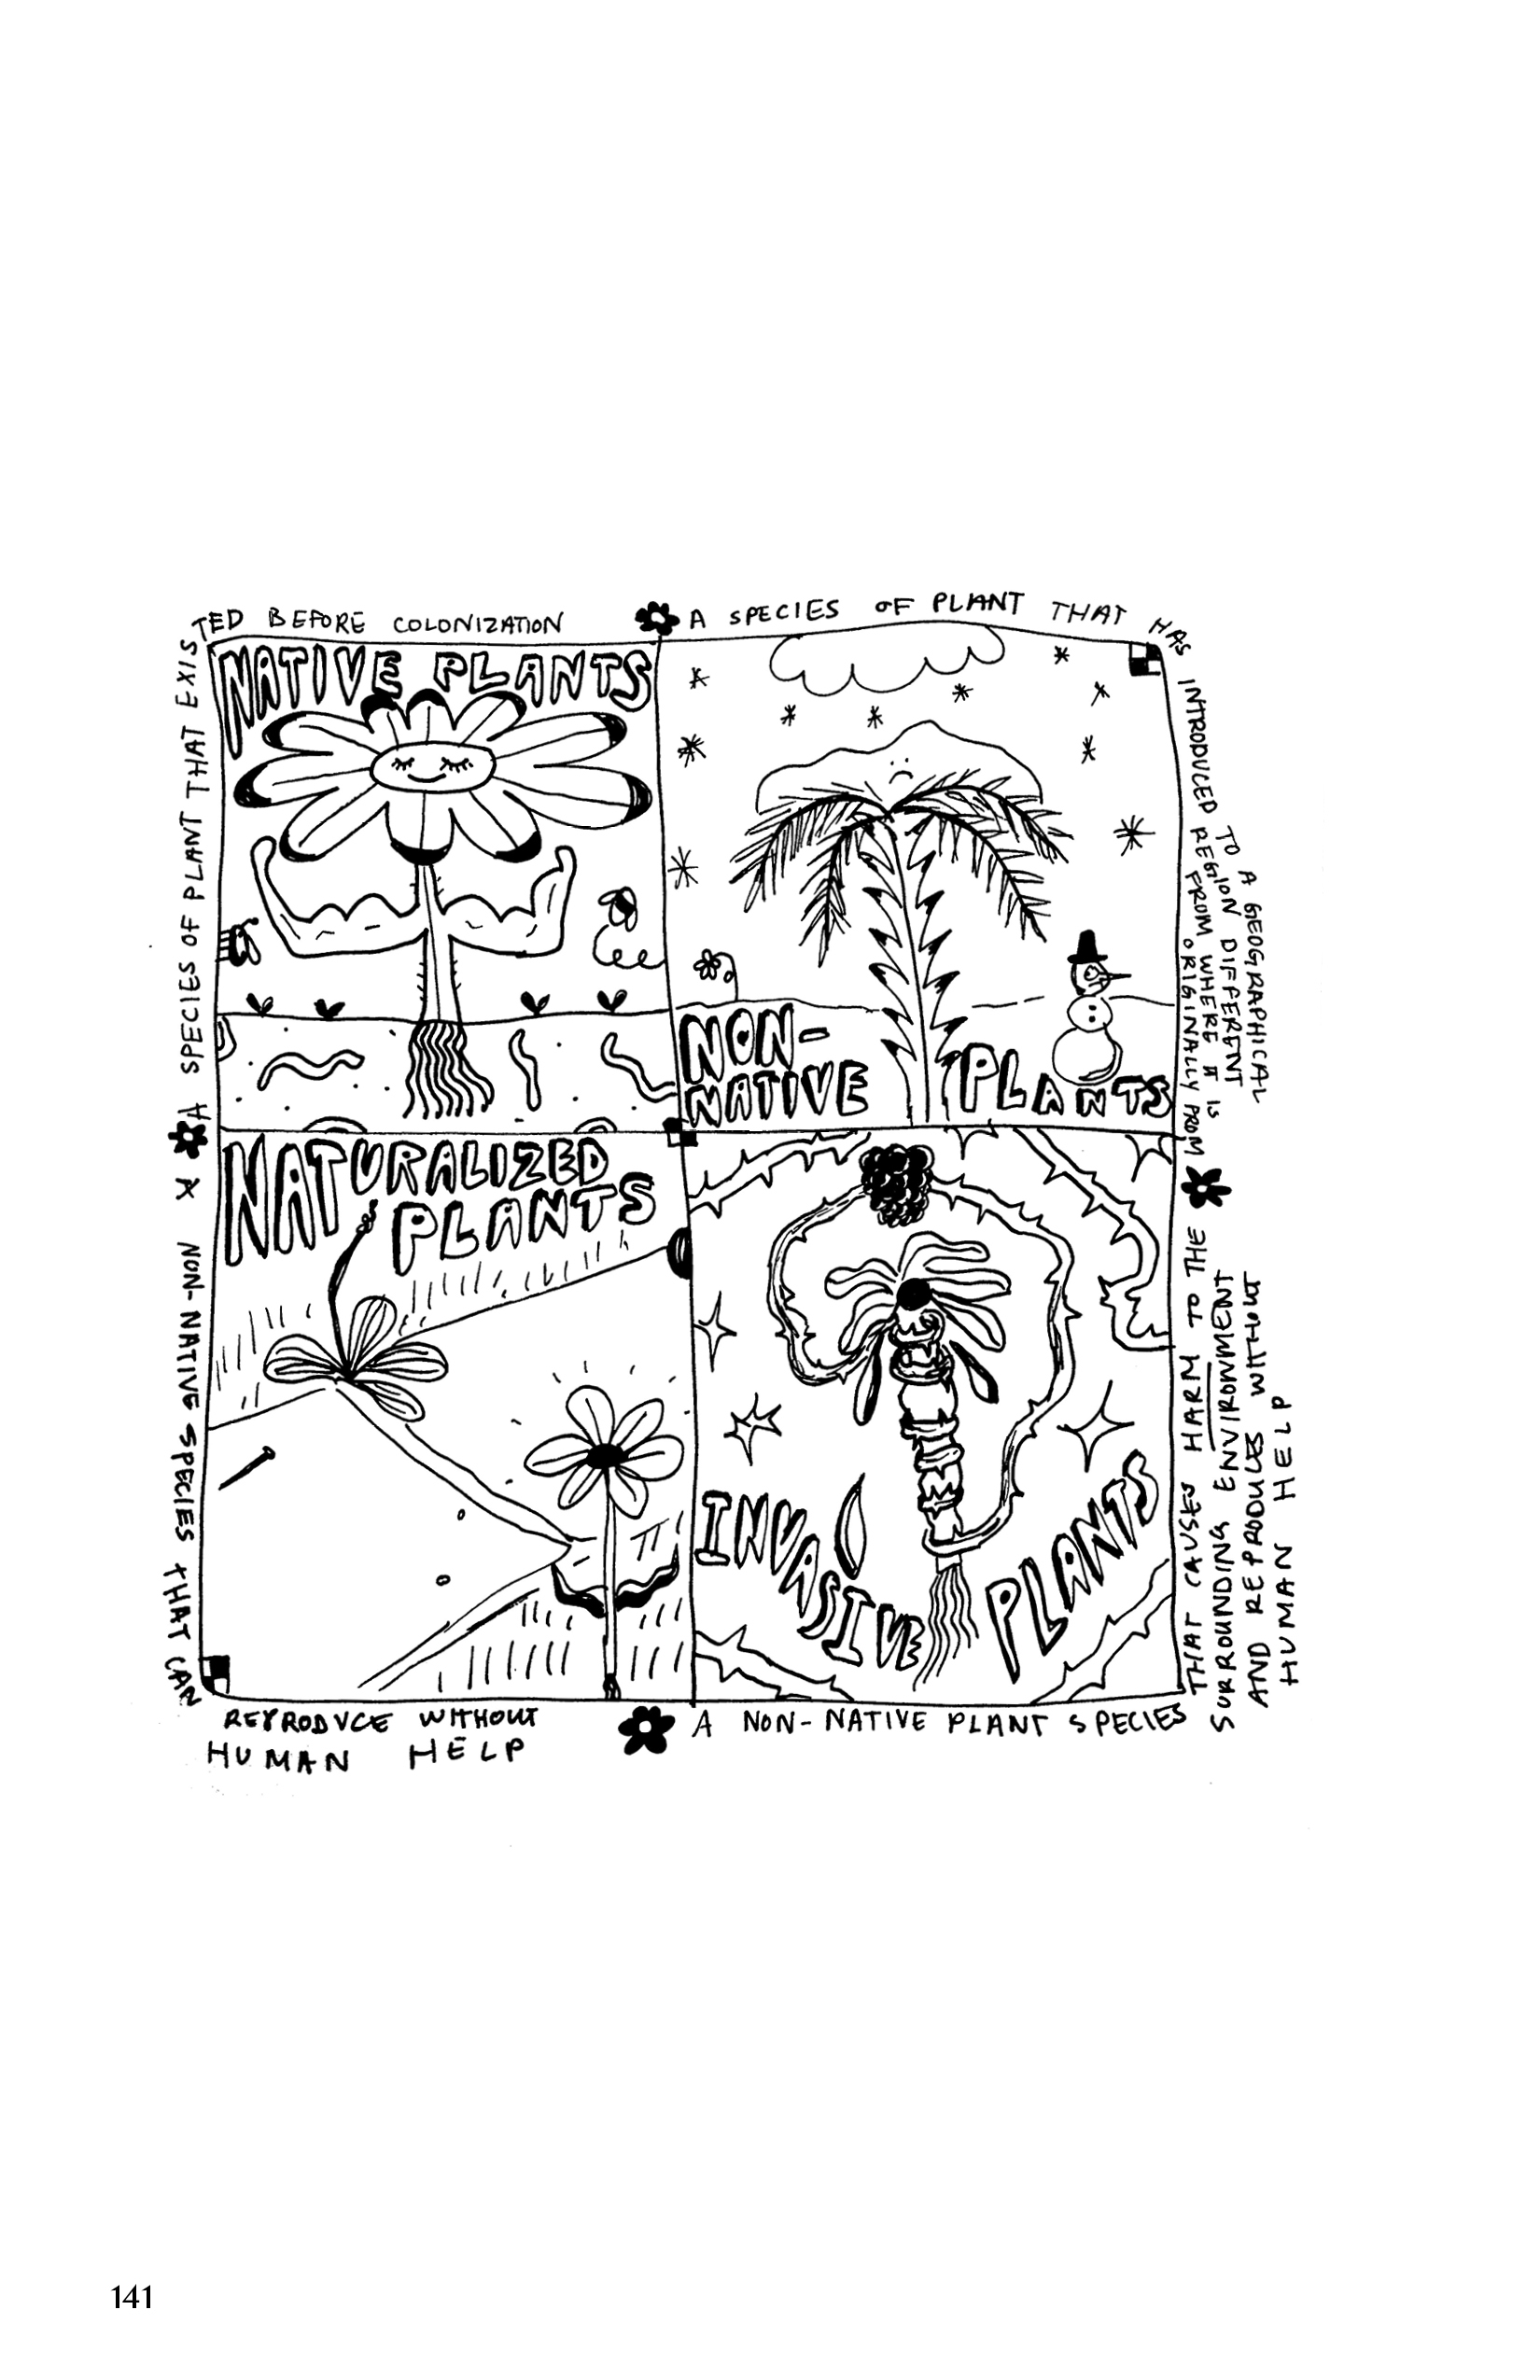 A SPECIES OF PLANT THAT EXIS
TED BEFORE COLONIZATION
NATIVE PLANTS
A SPECIES OF PLANT THAT HAS
INTRODUCED TO A GEOGRAPHICAL
REGION DIFFERENT
FROM WHERE IT IS
ORIGINALLY FROM
NON-
NATIVE PLANTS
NATURALIZED
PLANTS
A NON-NATIVE SPECIES THAT CAN
REPRODUCE WITHOUT
HUMAN HELP
INVASIVE PLANTS
A NON-NATIVE PLANT SPECIES
THAT CAUSES HARM TO THE
SURROUNDING ENVIRONMENT
AND REPRODUCES WITHOUT
HUMAN HELP
141